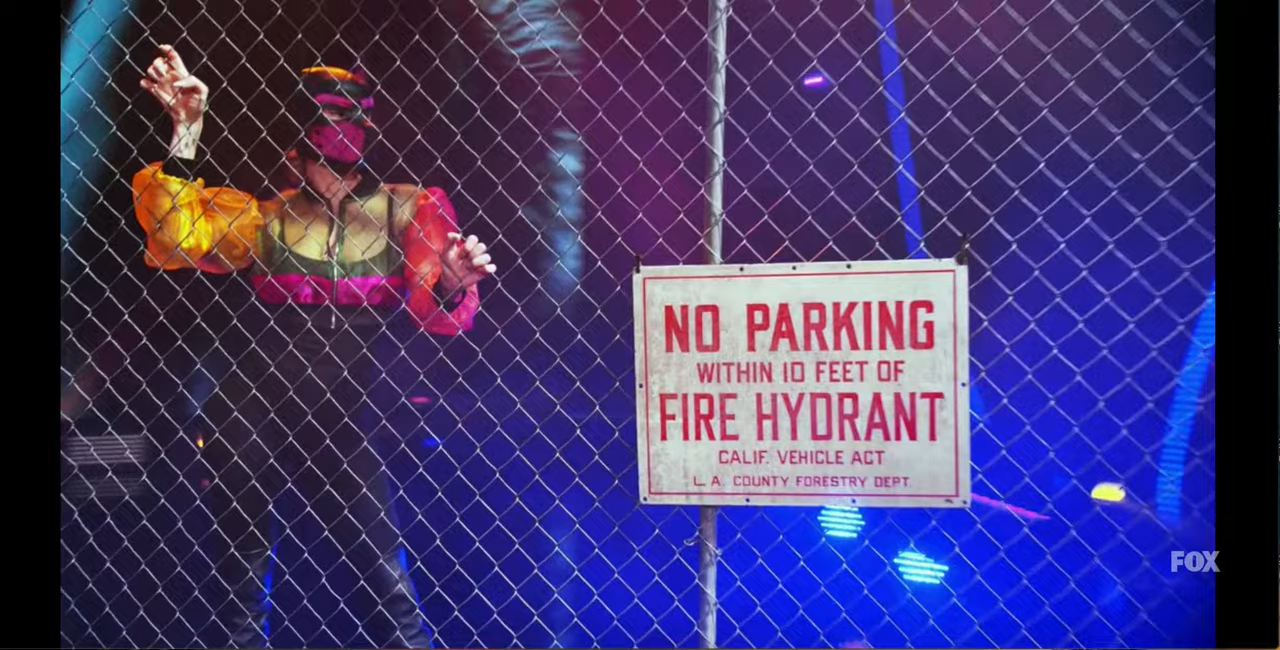 NO PARKING
WITHIN 10 FEET OF
FIRE HYDRANT
CALIF. VEHICLE ACT
L. A. COUNTY FORESTRY DEPT.
FOX